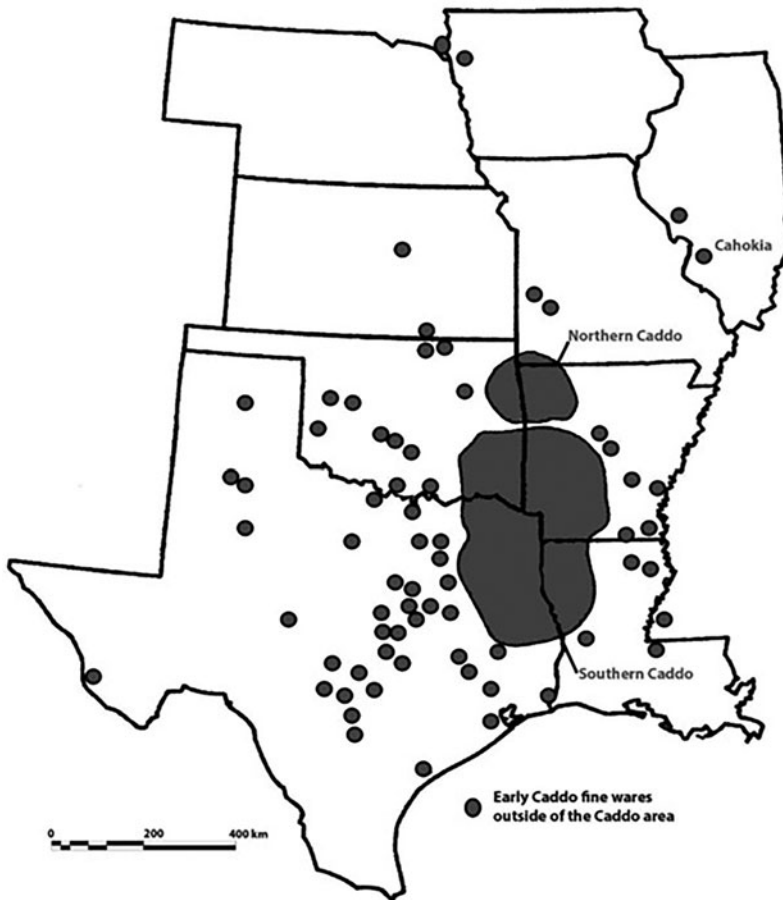 Cahokia
Northern Caddo
Southern Caddo
Early Caddo fine wares
outside of the Caddo area
0 200 400 km